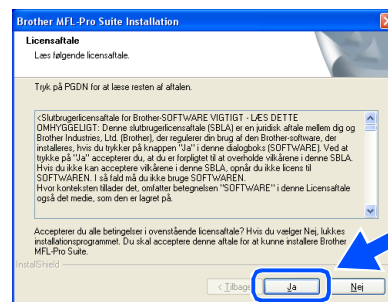 Brother MFL-Pro Suite Installation
Licensaftale
Læs følgende licensaftale.
Tryk på PGDN for at læse resten af aftalen.
<Slutbrugerlicensaftale for Brother-SOFTWARE VIGTIGT - LÆS DETTE
OMHYGGELIGT: Denne slutbrugerlicensaftale (SBLA) er en juridisk aftale mellem dig og
Brother Industries, Ltd. (Brother), der regulerer din brug af den Brother-software, der
installeres, hvis du trykker på knappen "Ja" i denne dialogboks (SOFTWARE). Ved at
trykke på "Ja" accepterer du, at du er forpligtet til at overholde vilkårene i denne SBLA.
Hvis du ikke kan acceptere vilkårene i denne SBLA, opnår du ikke licens til
SOFTWAREN. I så fald må du ikke bruge SOFTWAREN.
Hvor konteksten tillader det, omfatter betegnelsen "SOFTWARE" i denne Licensaftale
også det medie, som den er lagret på.
Accepterer du alle betingelser i ovenstående licensaftale? Hvis du vælger Nej, lukkes
installationsprogrammet. Du skal acceptere denne aftale for at kunne installere Brother
MFL-Pro Suite.
InstallShield
< Tilbage
Ja
Nej